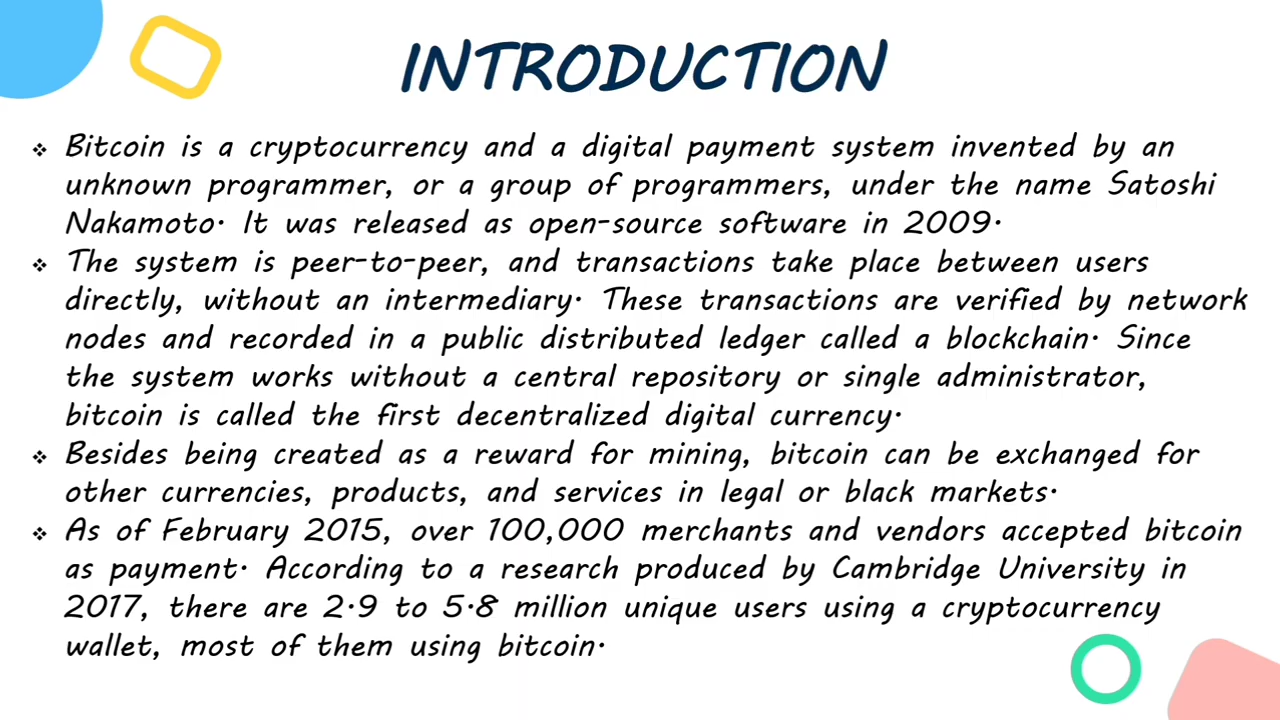 INTRODUCTION
❖ Bitcoin is a cryptocurrency and a digital payment system invented by an
unknown programmer, or a group of programmers, under the name Satoshi
Nakamoto. It was released as open-source software in 2009.
❖ The system is peer-to-peer, and transactions take place between users
directly, without an intermediary. These transactions are verified by network
nodes and recorded in a public distributed ledger called a blockchain. Since
the system works without a central repository or single administrator,
bitcoin is called the first decentralized digital currency.
❖ Besides being created as a reward for mining, bitcoin can be exchanged for
other currencies, products, and services in legal or black markets.
❖ As of February 2015, over 100,000 merchants and vendors accepted bitcoin
as payment. According to a research produced by Cambridge University in
2017, there are 2.9 to 5.8 million unique users using a cryptocurrency
wallet, most of them using bitcoin.